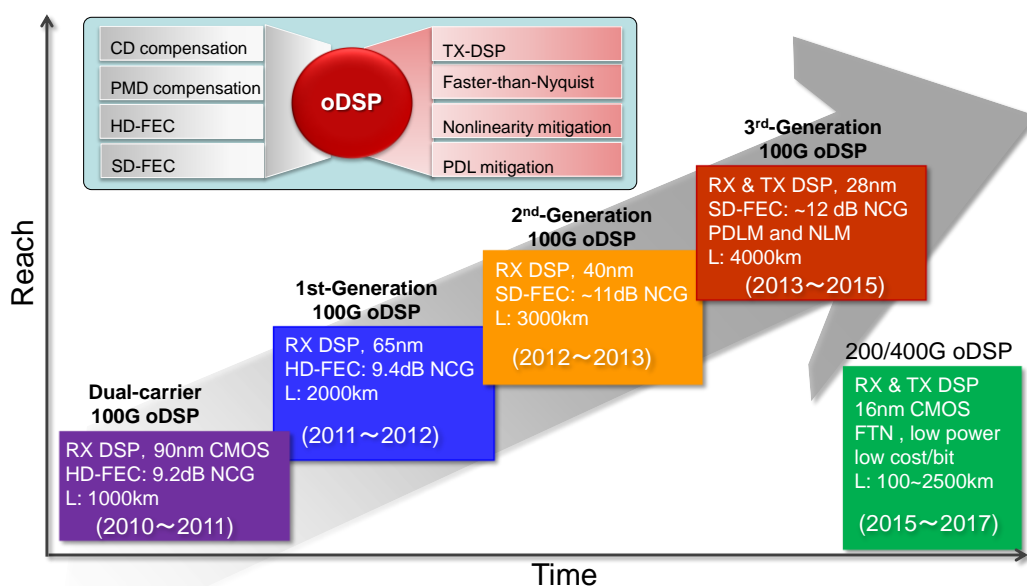 CD compensation
PMD compensation
HD-FEC
SD-FEC
oDSP
TX-DSP
Faster-than-Nyquist
Nonlinearity mitigation
PDL mitigation
Reach
Dual-carrier
100G oDSP
RX DSP, 90nm CMOS
HD-FEC: 9.2dB NCG
L: 1000km
(2010～2011)
1st-Generation
100G oDSP
RX DSP, 65nm
HD-FEC: 9.4dB NCG
L: 2000km
(2011～2012)
2nd-Generation
100G oDSP
RX DSP, 40nm
SD-FEC: ~11dB NCG
L: 3000km
(2012～2013)
3rd-Generation
100G oDSP
RX & TX DSP, 28nm
SD-FEC: ~12 dB NCG
PDLM and NLM
L: 4000km
(2013～2015)
200/400G oDSP
RX & TX DSP
16nm CMOS
FTN , low power
low cost/bit
L: 100~2500km
(2015～2017)
Time